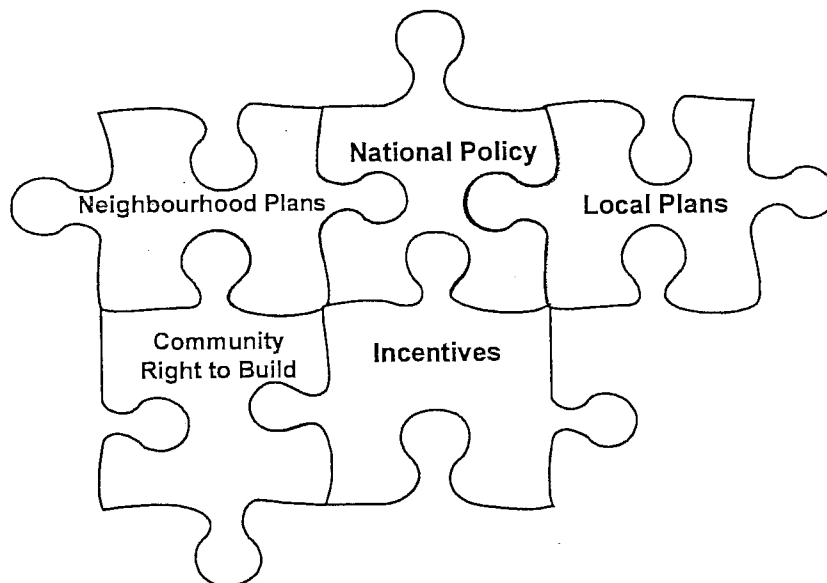 National Policy
Neighbourhood Plans
Local Plans
Community
Right to Build
Incentives